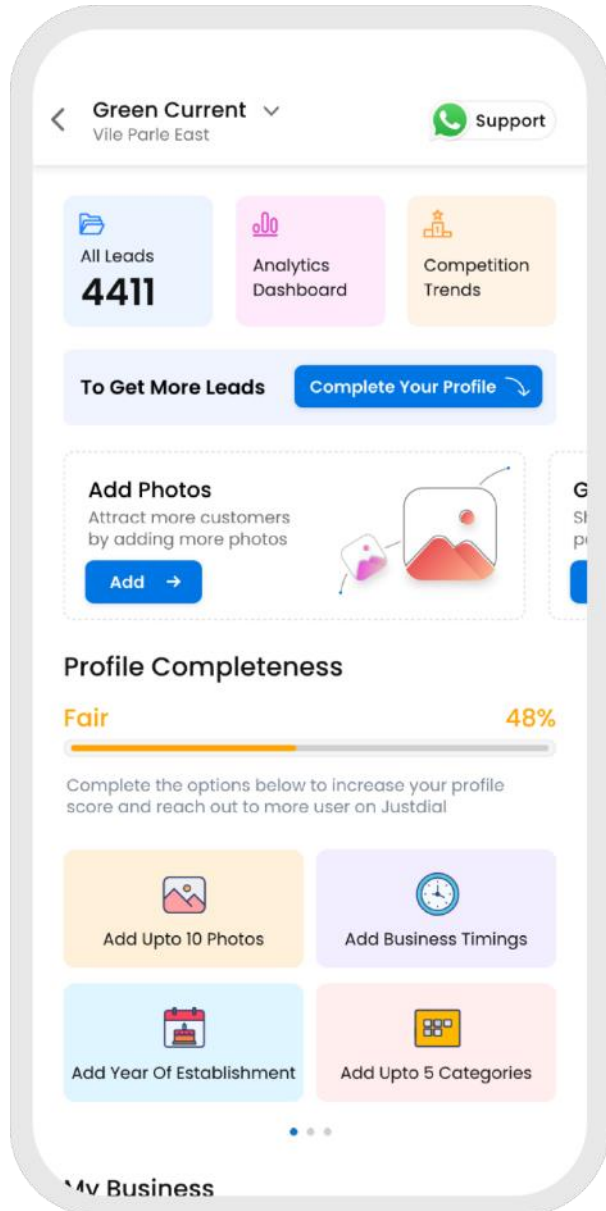 Green Current
Vile Parle East
Support
All Leads
4411
Analytics
Dashboard
Competition
Trends
To Get More Leads
Complete Your Profile
Add Photos
Attract more customers
by adding more photos
Add
Profile Completeness
Fair
48%
Complete the options below to increase your profile
score and reach out to more user on Justdial
Add Upto 10 Photos
Add Business Timings
Add Year Of Establishment
Add Upto 5 Categories
My Business